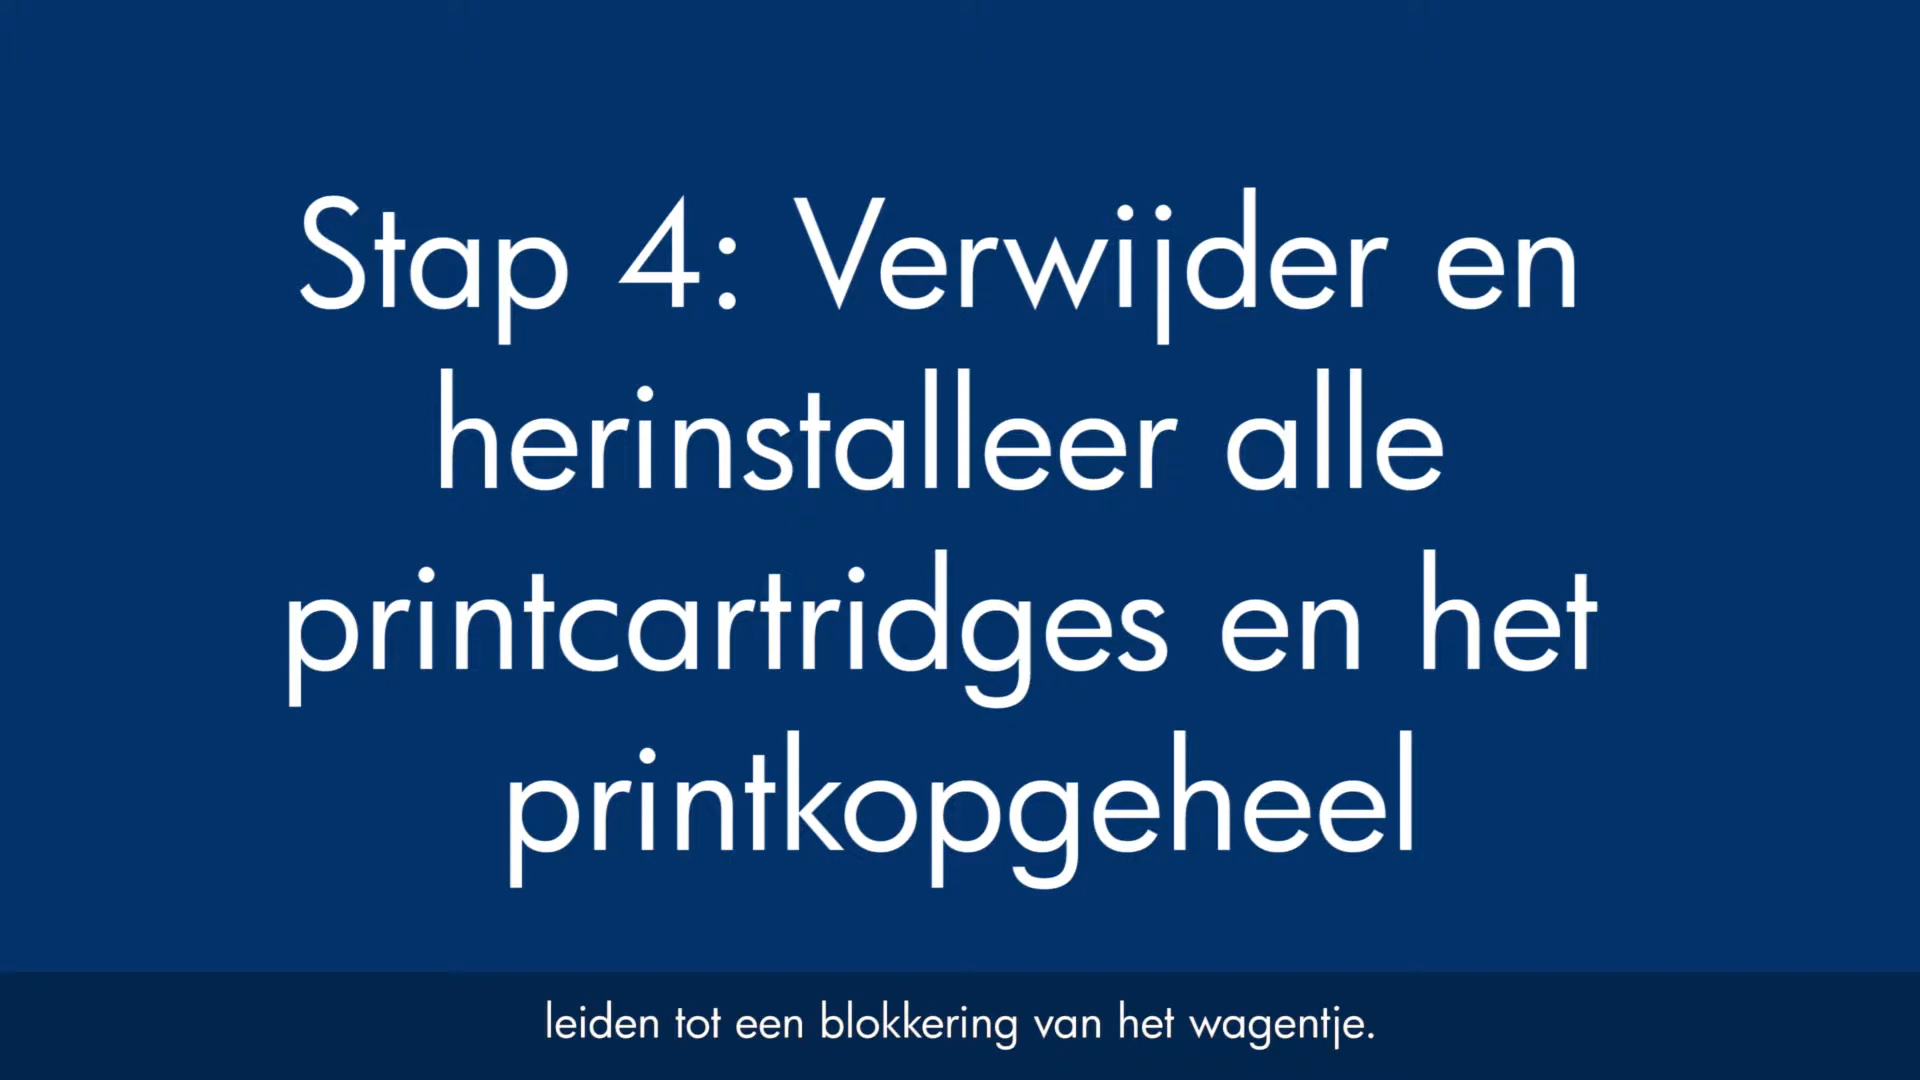 Stap 4: Verwijder en
herinstalleer alle
printcartridges en het
printkopgeheel
leiden tot een blokkering van het wagentje.